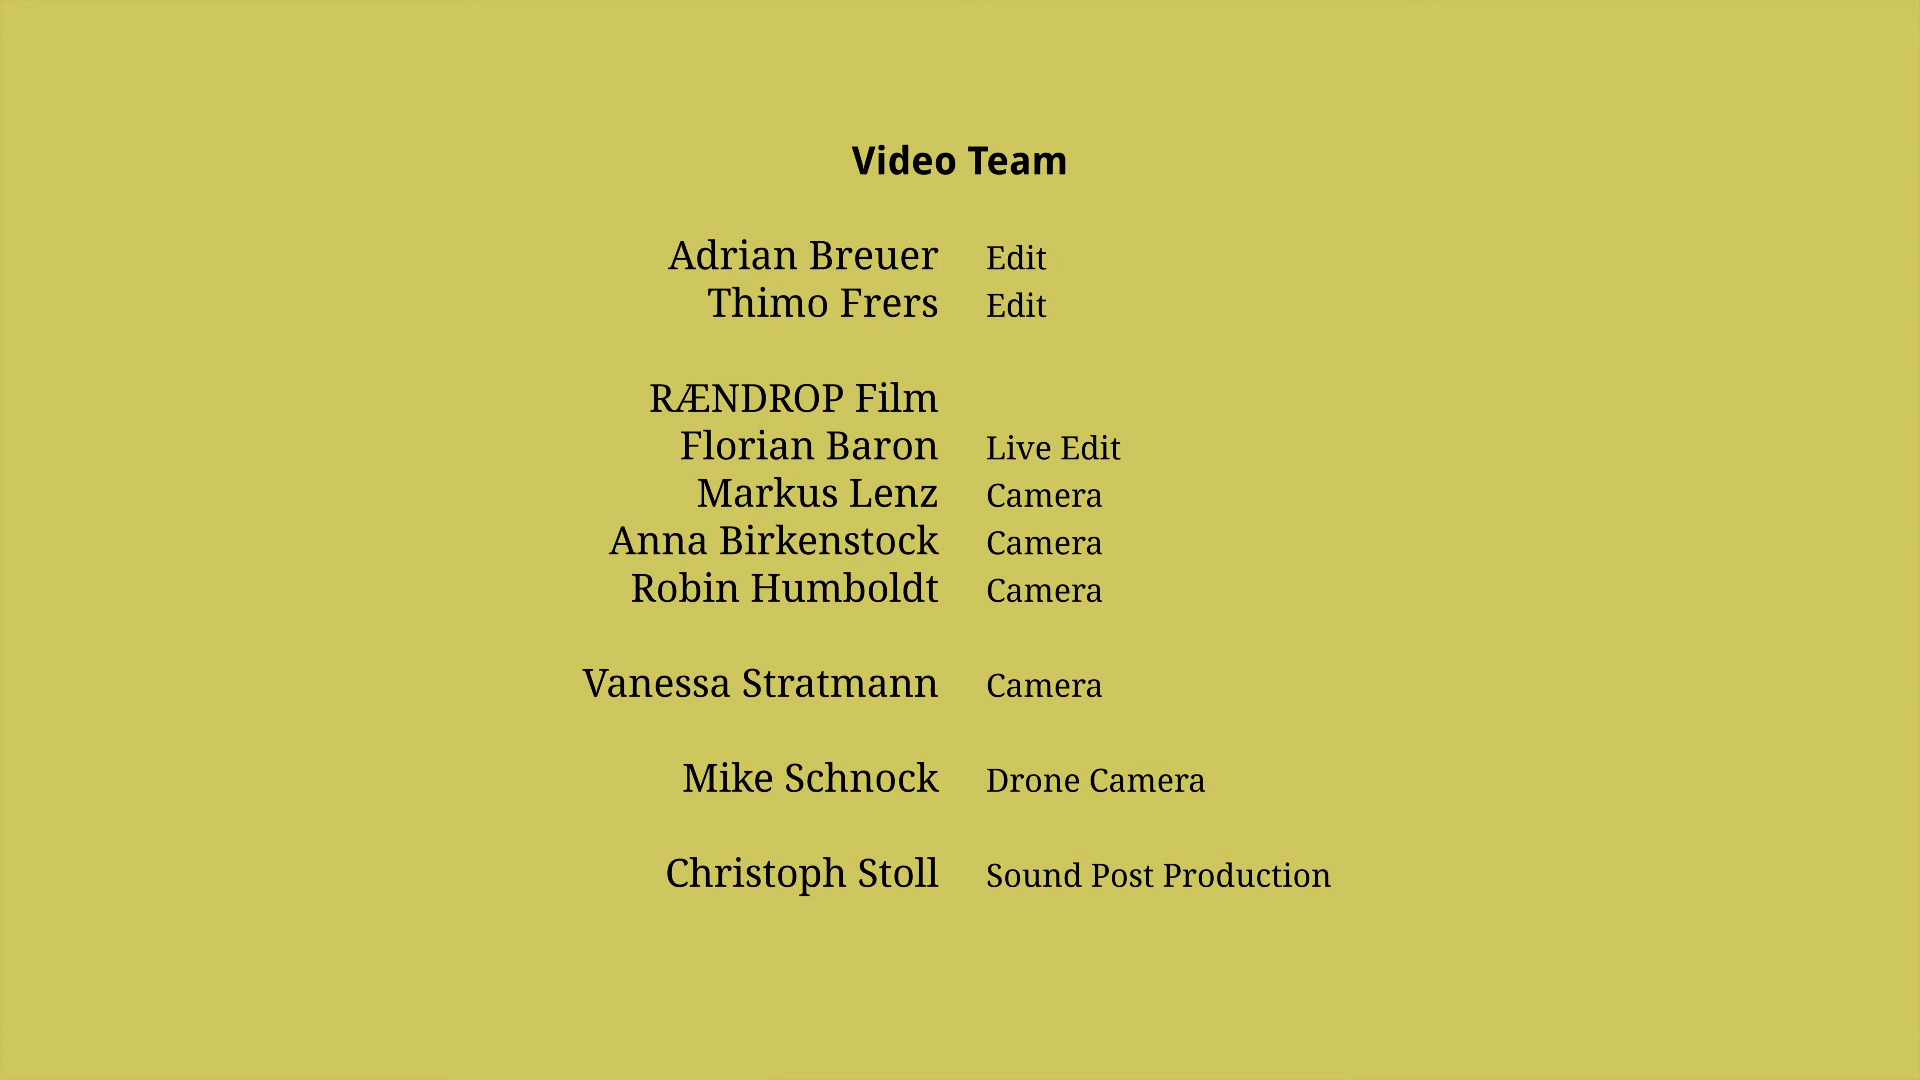 Video Team
Adrian Breuer Edit
Thimo Frers Edit
RÆNDROP Film
Florian Baron Live Edit
Markus Lenz Camera
Anna Birkenstock Camera
Robin Humboldt Camera
Vanessa Stratmann Camera
Mike Schnock Drone Camera
Christoph Stoll Sound Post Production